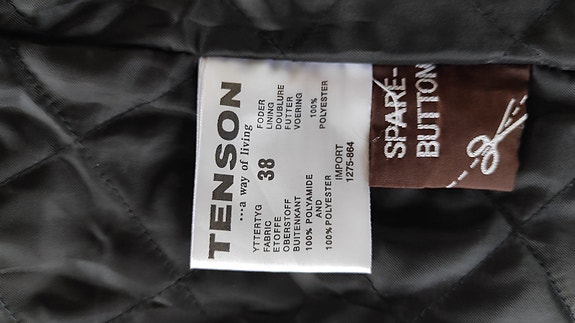 TENSON
...a way of living
38
YTTERTYG
FABRIC
ETOFFE
OBERSTOFF
BUITENKANT
100% POLYAMIDE
AND
100% POLYESTER
FODER
LINING
DOUBLURE
FUTTER
VOERING
100%
POLYESTER
IMPORT
1275-864
SPARE-
BUTTON